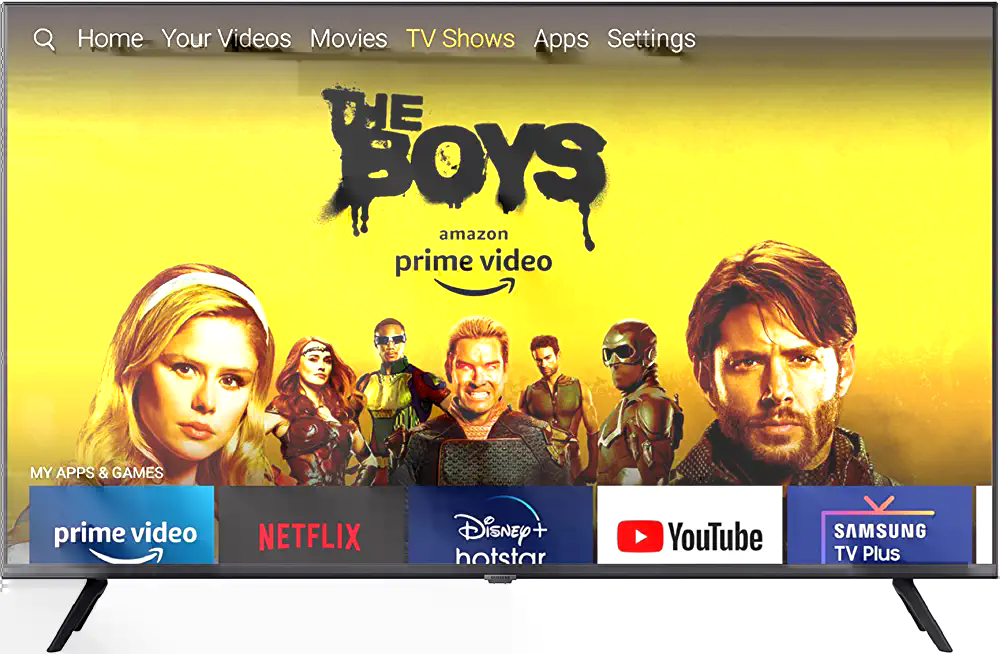 Home Your Videos Movies TV Shows Apps Settings
THE
BOYS
amazon
prime video
MY APPS & GAMES
prime video
NETFLIX
Disney+
hotstar
YouTube
SAMSUNG
TV Plus